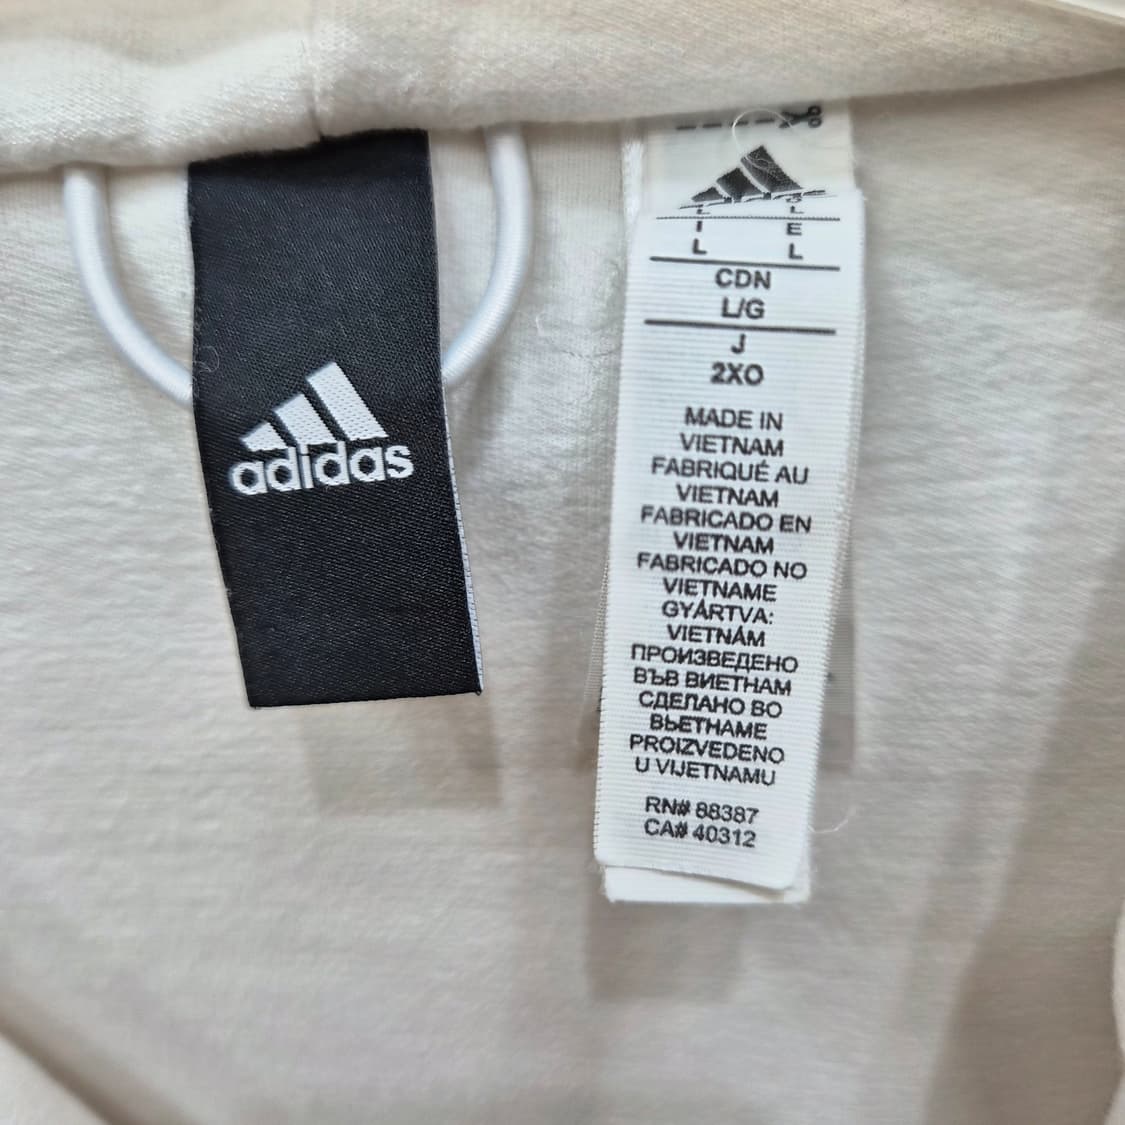 adidas
I E
L L
CDN
L/G
J
2XO
MADE IN
VIETNAM
FABRIQUÉ AU
VIETNAM
FABRICADO EN
VIETNAM
FABRICADO NO
VIETNAME
GYÁRTVA:
VIETNÁM
ПРОИЗВЕДЕНО
ВЪВ ВИЕТНАМ
СДЕЛАНО ВО
ВЬЕТНАМЕ
PROIZVEDENO
U VIJETNAMU
RN# 88387
CA# 40312